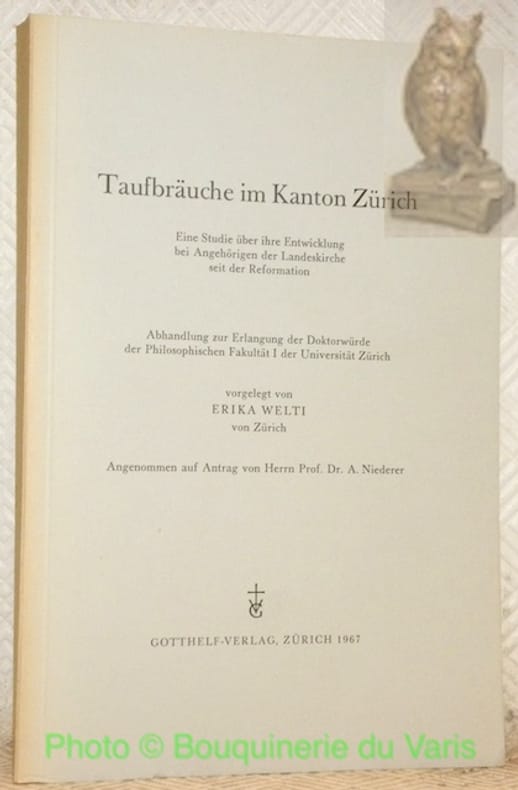 Taufbräuche im Kanton Zürich
Eine Studie über ihre Entwicklung
bei Angehörigen der Landeskirche
seit der Reformation
Abhandlung zur Erlangung der Doktorwürde
der Philosophischen Fakultät I der Universität Zürich
vorgelegt von
ERIKA WELTI
von Zürich
Angenommen auf Antrag von Herrn Prof. Dr. A. Niederer
GOTTHELF-VERLAG, ZÜRICH 1967
Photo © Bouquinerie du Varis